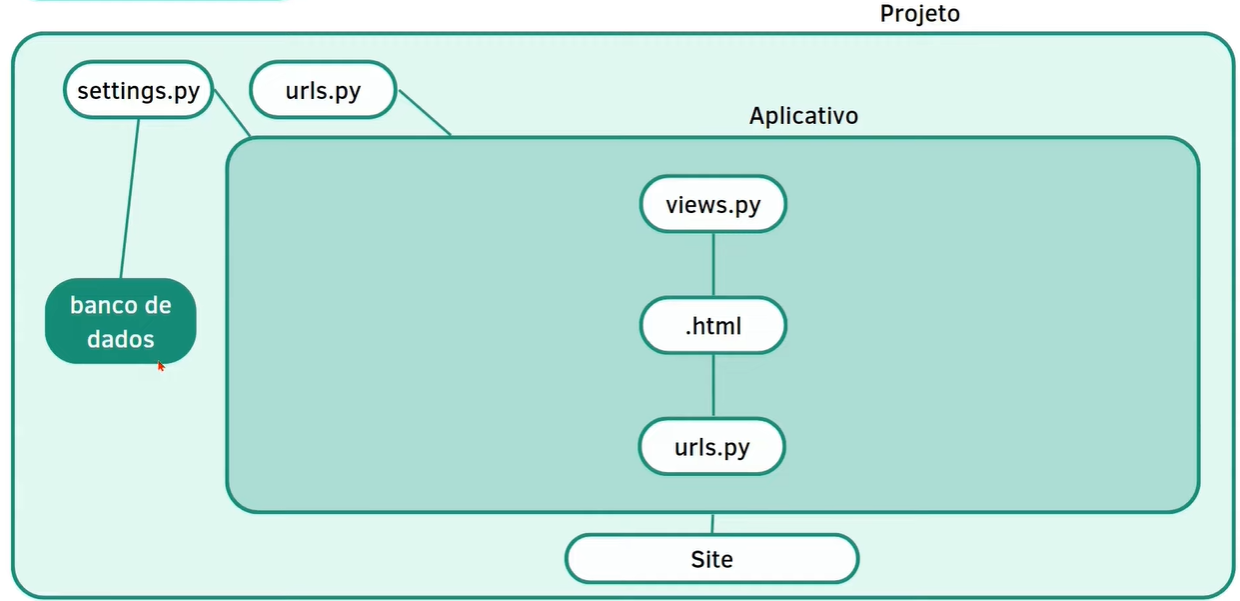 Projeto
settings.py
urls.py
Aplicativo
views.py
banco de
dados
.html
urls.py
Site